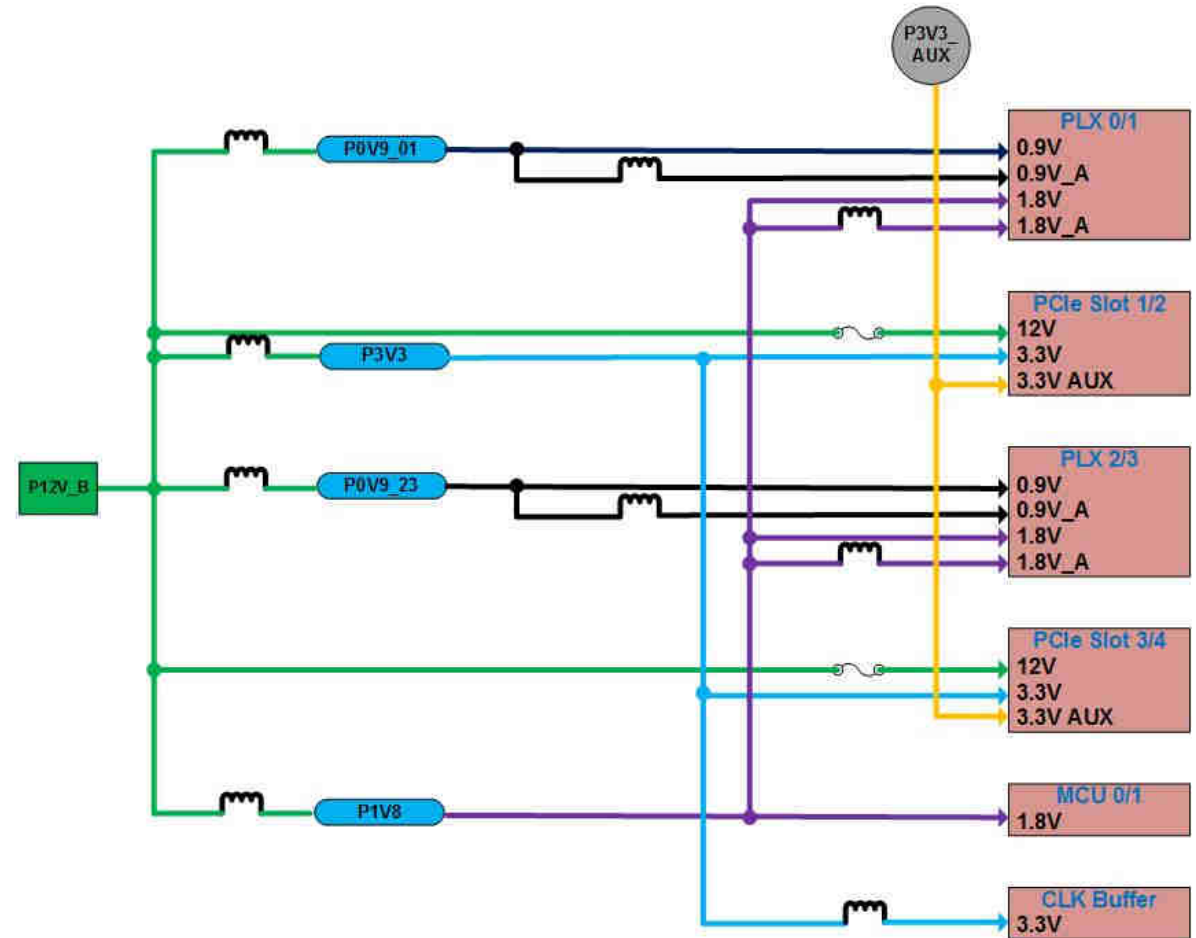 P3V3_
AUX
PLX 0/1
P0V9_01
0.9V
0.9V_A
1.8V
1.8V_A
PCIe Slot 1/2
12V
P3V3
3.3V
3.3V AUX
PLX 2/3
P12V_B
P0V9_23
0.9V
0.9V_A
1.8V
1.8V_A
PCIe Slot 3/4
12V
3.3V
3.3V AUX
MCU 0/1
P1V8
1.8V
CLK Buffer
3.3V